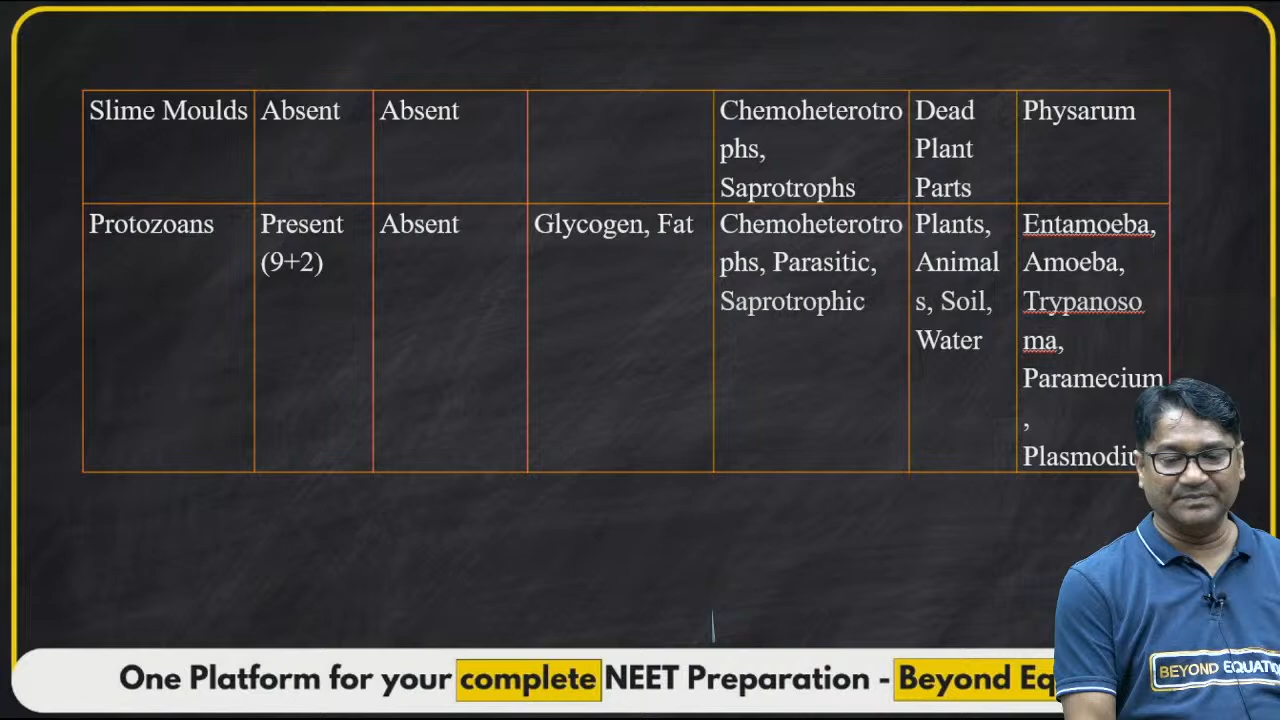 Slime Moulds Absent Absent Chemoheterotro Dead Physarum
phs, Plant
Saprotrophs Parts
Protozoans Present Absent Glycogen, Fat Chemoheterotro Plants, Entamoeba,
(9+2) phs, Parasitic, Animal Amoeba,
Saprotrophic s, Soil, Trypanoso
Water ma,
Paramecium
,
Plasmodiu
One Platform for your complete NEET Preparation - Beyond Eq
BEYOND EQUATI